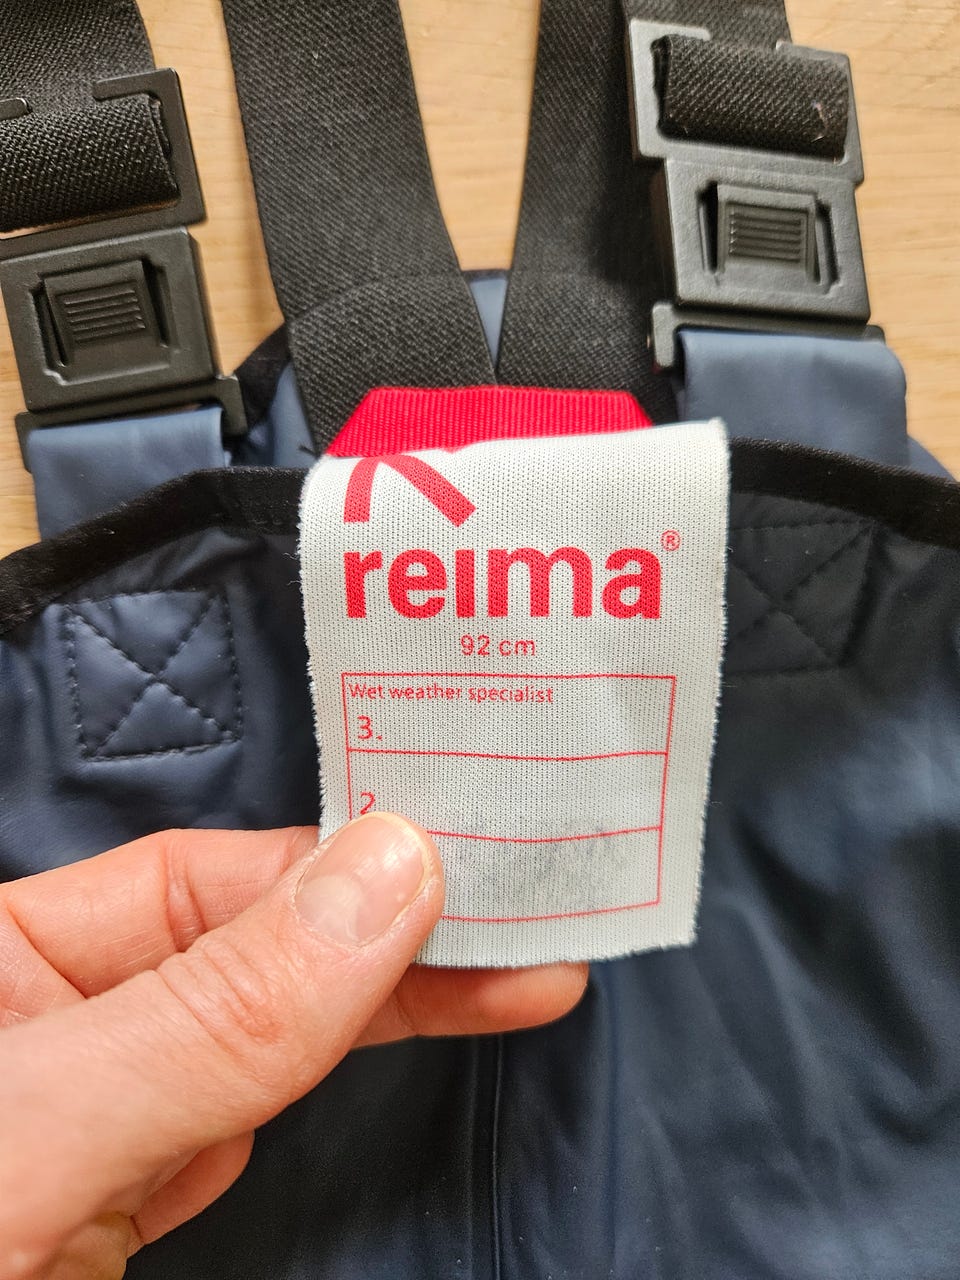 reima®
92 cm
Wet weather specialist
3.
2